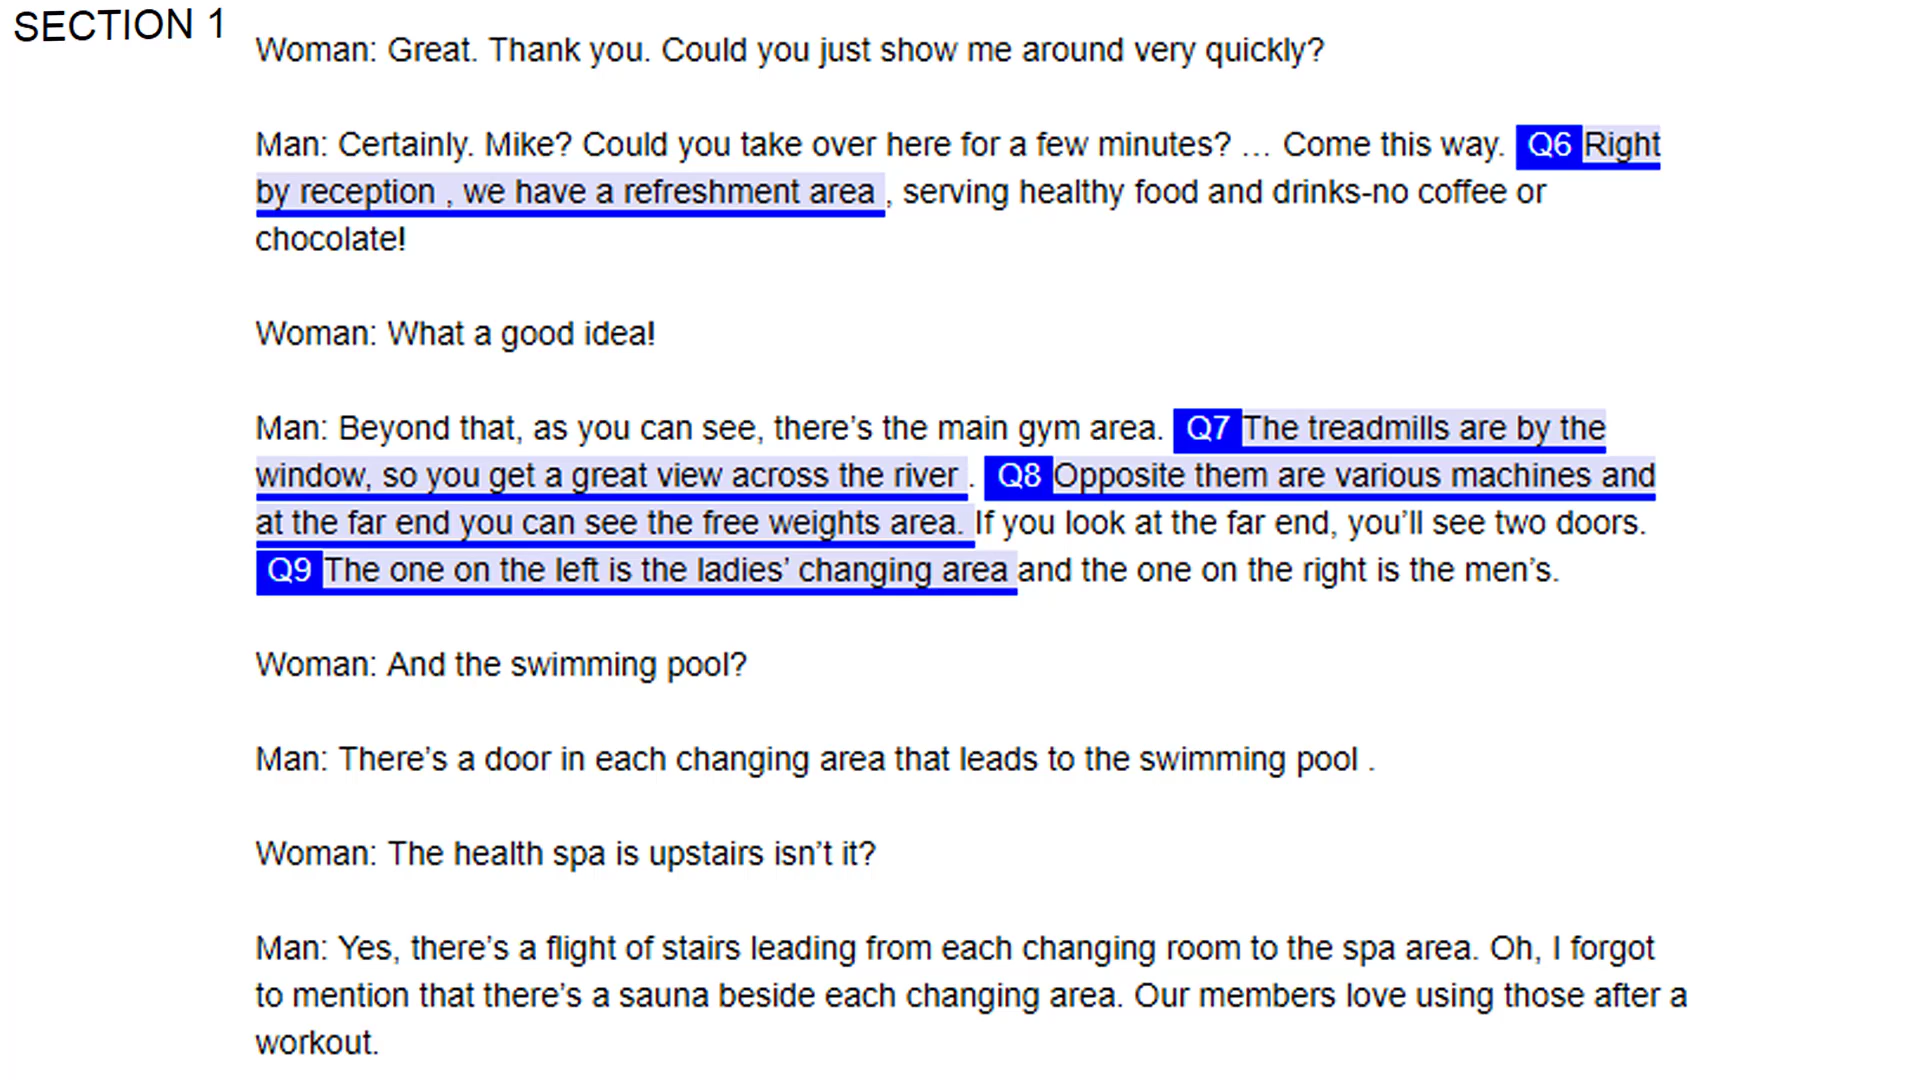 SECTION 1
Woman: Great. Thank you. Could you just show me around very quickly?
Man: Certainly. Mike? Could you take over here for a few minutes? … Come this way. Q6 Right
by reception , we have a refreshment area , serving healthy food and drinks-no coffee or
chocolate!
Woman: What a good idea!
Man: Beyond that, as you can see, there’s the main gym area. Q7 The treadmills are by the
window, so you get a great view across the river . Q8 Opposite them are various machines and
at the far end you can see the free weights area. If you look at the far end, you’ll see two doors.
Q9 The one on the left is the ladies’ changing area and the one on the right is the men’s.
Woman: And the swimming pool?
Man: There’s a door in each changing area that leads to the swimming pool .
Woman: The health spa is upstairs isn’t it?
Man: Yes, there’s a flight of stairs leading from each changing room to the spa area. Oh, I forgot
to mention that there’s a sauna beside each changing area. Our members love using those after a
workout.